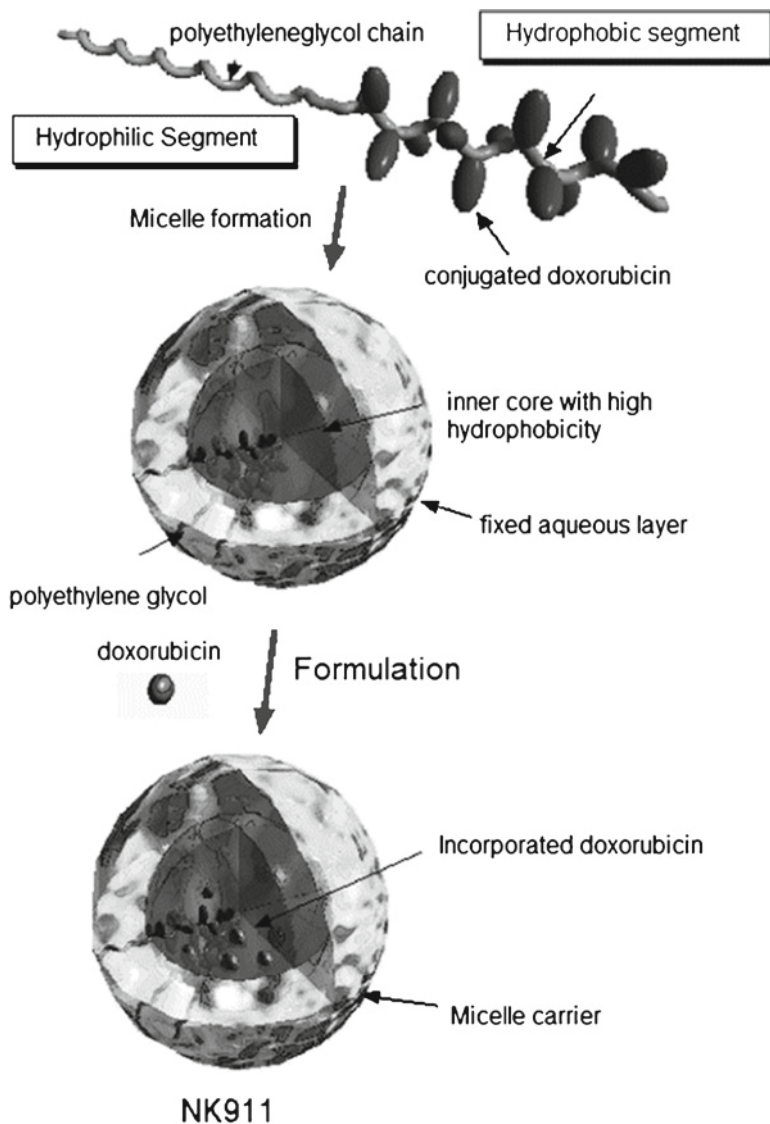 polyethyleneglycol chain
Hydrophobic segment
Hydrophilic Segment
Micelle formation
conjugated doxorubicin
inner core with high
hydrophobicity
fixed aqueous layer
polyethylene glycol
doxorubicin
Formulation
Incorporated doxorubicin
Micelle carrier
NK911